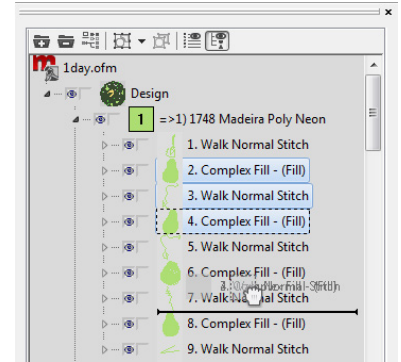 x
1day.ofm
Design
1 =>1) 1748 Madeira Poly Neon
1. Walk Normal Stitch
2. Complex Fill - (Fill)
3. Walk Normal Stitch
4. Complex Fill - (Fill)
5. Walk Normal Stitch
6. Complex Fill - (Fill)
7. Walk Normal Stitch
8. Complex Fill - (Fill)
9. Walk Normal Stitch